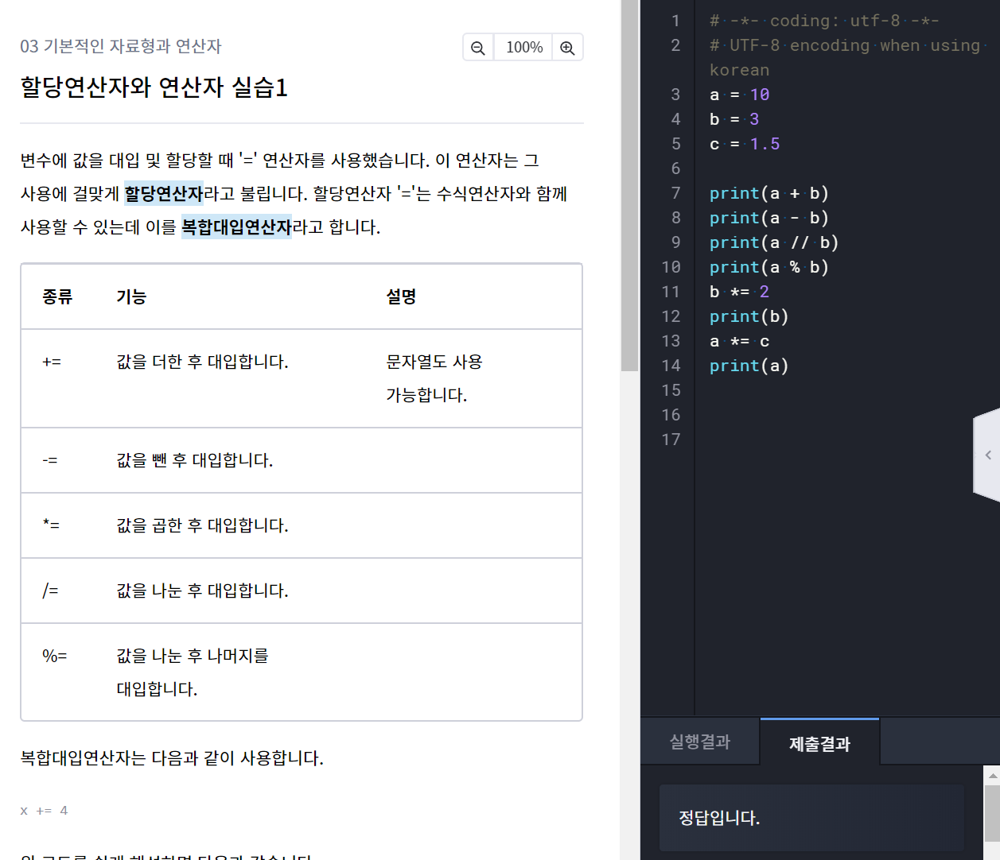 03 기본적인 자료형과 연산자
100%
할당연산자와 연산자 실습1
변수에 값을 대입 및 할당할 때 '=' 연산자를 사용했습니다. 이 연산자는 그
사용에 걸맞게 할당연산자라고 불립니다. 할당연산자 '='는 수식연산자와 함께
사용할 수 있는데 이를 복합대입연산자라고 합니다.
종류 기능 설명
+= 값을 더한 후 대입합니다. 문자열도 사용
가능합니다.
-= 값을 뺀 후 대입합니다.
*= 값을 곱한 후 대입합니다.
/= 값을 나눈 후 대입합니다.
%= 값을 나눈 후 나머지를
대입합니다.
복합대입연산자는 다음과 같이 사용합니다.
x += 4
1 # -*- coding: utf-8 -*-
2 # UTF-8 encoding when using
korean
3 a = 10
4 b = 3
5 c = 1.5
6
7 print(a + b)
8 print(a - b)
9 print(a // b)
10 print(a % b)
11 b *= 2
12 print(b)
13 a *= c
14 print(a)
15
16
17
실행결과 제출결과
정답입니다.